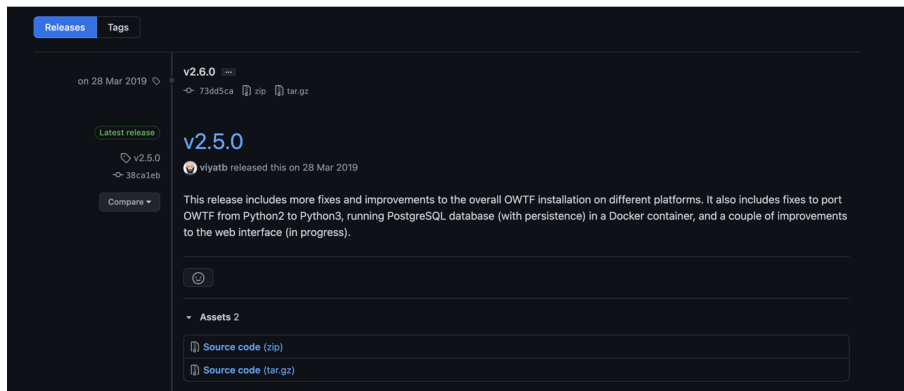 Releases Tags
on 28 Mar 2019
v2.6.0 ...
73dd5ca zip tar.gz
Latest release
v2.5.0
38ca1eb
Compare
v2.5.0
viyatb released this on 28 Mar 2019
This release includes more fixes and improvements to the overall OWTF installation on different platforms. It also includes fixes to port
OWTF from Python2 to Python3, running PostgreSQL database (with persistence) in a Docker container, and a couple of improvements
to the web interface (in progress).
Assets 2
Source code (zip)
Source code (tar.gz)